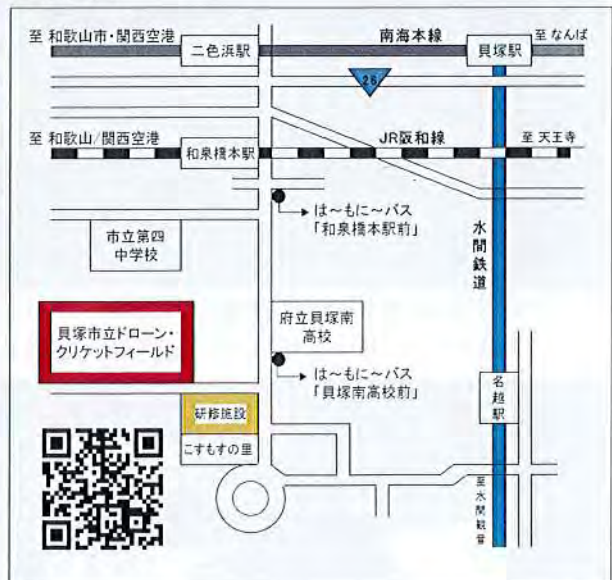 至 和歌山市・関西空港
二色浜駅
南海本線
貝塚駅
至 なんば
26
至 和歌山/関西空港
和泉橋本駅
JR阪和線
至 天王寺
は～もに～バス
「和泉橋本駅前」
市立第四
中学校
水間鉄道
貝塚市立ドローン・
クリケットフィールド
府立貝塚南
高校
は～もに～バス
「貝塚南高校前」
名越駅
研修施設
こすもすの里
至水間観音